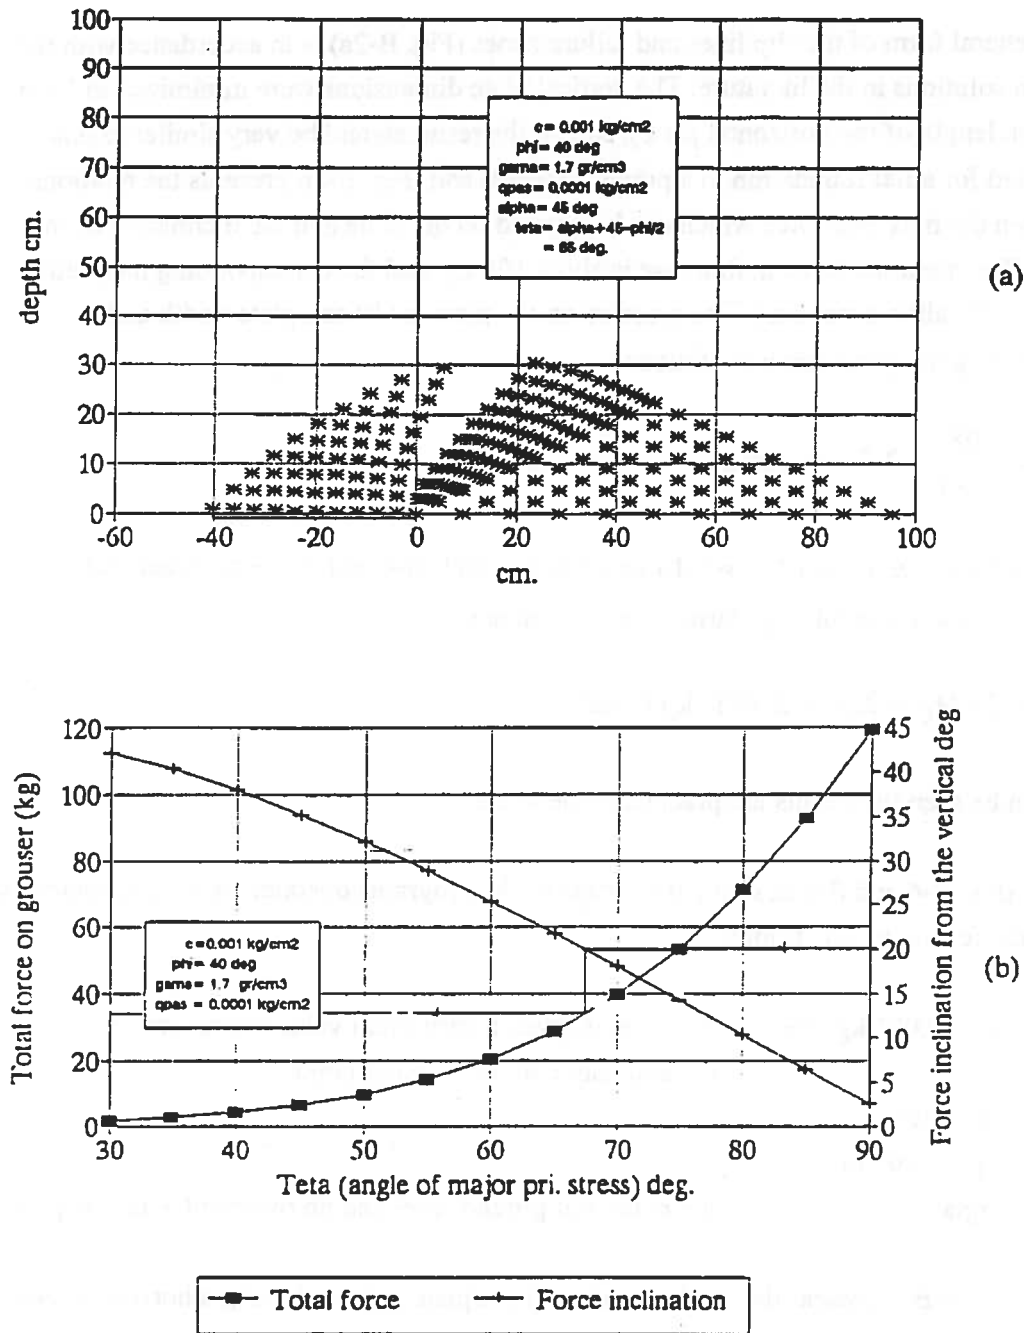 100
90
80
70
60
50
40
30
20
10
0
depth cm.
c = 0.001 kg/cm2
phi = 40 deg
gama = 1.7 gr/cm3
qpas = 0.0001 kg/cm2
alpha = 45 deg
teta = alpha+45-phi/2
= 65 deg.
(a)
-60 -40 -20 0 20 40 60 80 100
cm.
120
100
80
60
40
20
0
Total force on grouser (kg)
c = 0.001 kg/cm2
phi = 40 deg
gama = 1.7 gr/cm3
qpas = 0.0001 kg/cm2
45
40
35
30
25
20
15
10
5
0
Force inclination from the vertical deg
(b)
30 40 50 60 70 80 90
Teta (angle of major pri. stress) deg.
Total force Force inclination